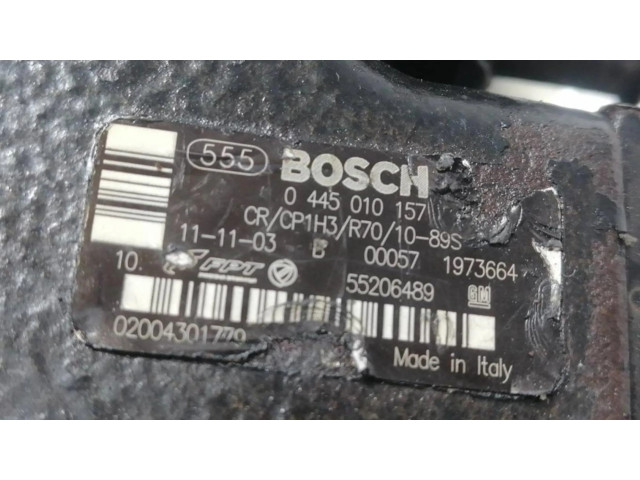 555 BOSCH
0 445 010 157
CR/CP1H3/R70/10-89S
11-11-03 00057 1973664
10. FPT 55206489 GM
02004301779
Made in Italy